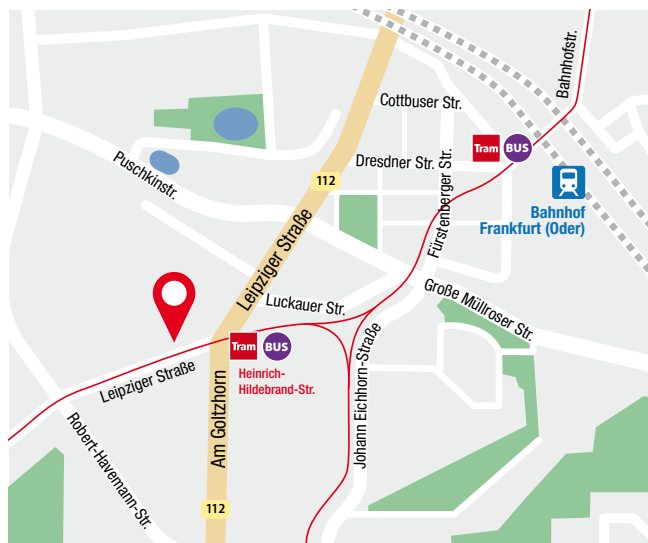 Bahnhofstr.
Cottbuser Str.
Tram
BUS
Dresdner Str.
Puschkinstr.
112
Fürstenberger Str.
Bahnhof
Frankfurt (Oder)
Leipziger Straße
Luckauer Str.
Große Müllroser Str.
Tram
BUS
Heinrich-
Hildebrand-Str.
Leipziger Straße
Johann Eichhorn-Straße
Am Goltzhorn
Robert-Havemann-Str.
112